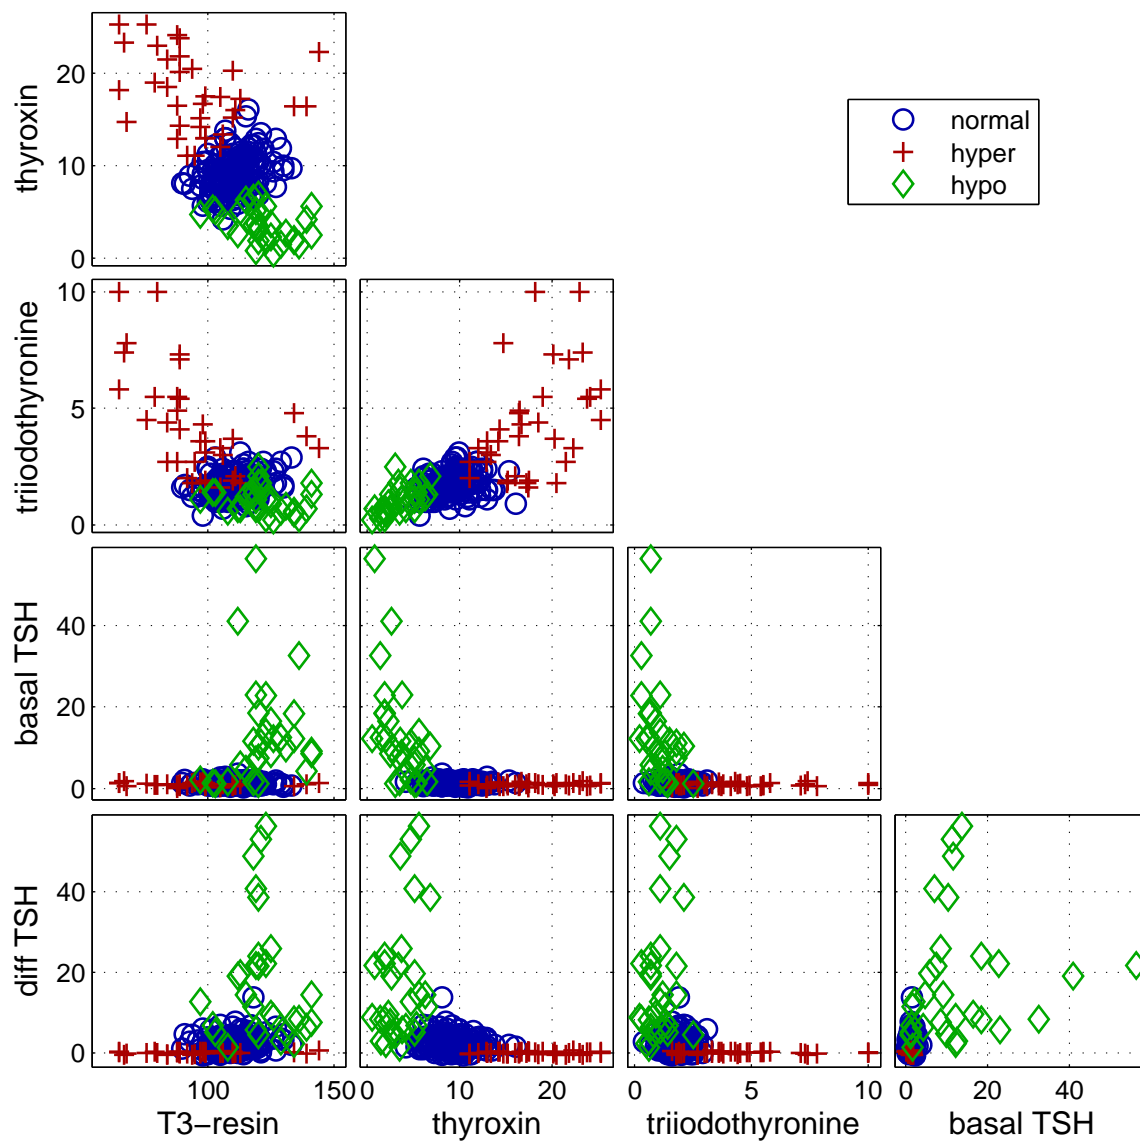 thyroxin
20
10
0
normal
hyper
hypo
triiodothyronine
10
5
0
basal TSH
40
20
0
diff TSH
40
20
0
100 150 0 10 20 0 5 10 0 20 40
T3-resin thyroxin triiodothyronine basal TSH